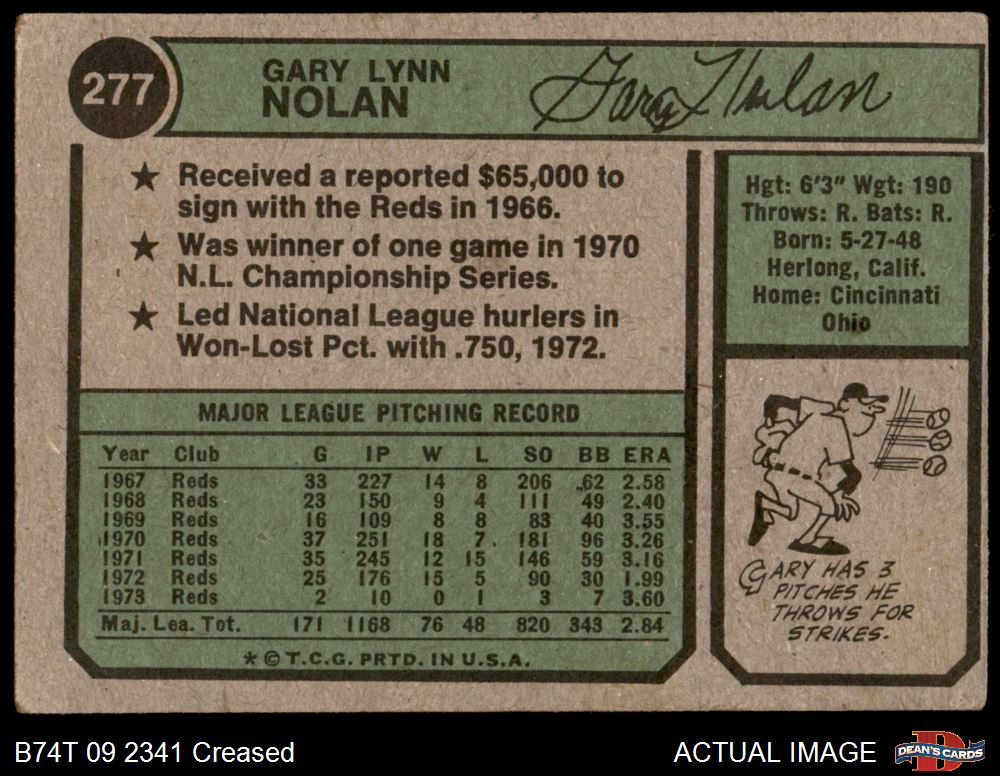 277
GARY LYNN
NOLAN
Gary Nolan
★ Received a reported $65,000 to
sign with the Reds in 1966.
★ Was winner of one game in 1970
N.L. Championship Series.
★ Led National League hurlers in
Won-Lost Pct. with .750, 1972.
Hgt: 6'3" Wgt: 190
Throws: R. Bats: R.
Born: 5-27-48
Herlong, Calif.
Home: Cincinnati
Ohio
MAJOR LEAGUE PITCHING RECORD
Year Club G IP W L SO BB ERA
1967 Reds 33 227 14 8 206 62 2.58
1968 Reds 23 150 9 4 111 49 2.40
1969 Reds 16 109 8 8 83 40 3.55
1970 Reds 37 251 18 7 181 96 3.26
1971 Reds 35 245 12 15 146 59 3.16
1972 Reds 25 176 15 5 90 30 1.99
1973 Reds 2 10 0 1 3 7 3.60
Maj. Lea. Tot. 171 1168 76 48 820 343 2.84
* © T.C.G. PRTD. IN U.S.A.
GARY HAS 3
PITCHES HE
THROWS FOR
STRIKES.
B74T 09 2341 Creased
ACTUAL IMAGE
D
DEAN'S CARDS